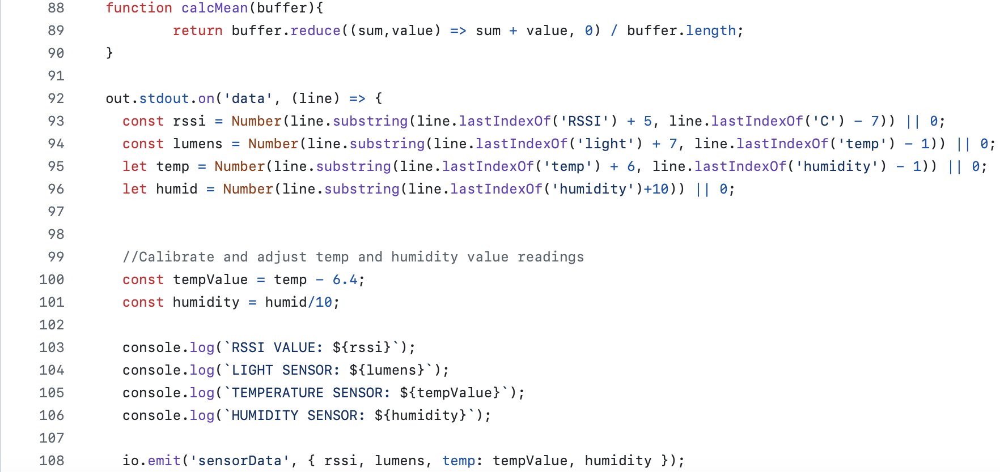 88 function calcMean(buffer){
89 return buffer.reduce((sum,value) => sum + value, 0) / buffer.length;
90 }
91
92 out.stdout.on('data', (line) => {
93 const rssi = Number(line.substring(line.lastIndexOf('RSSI') + 5, line.lastIndexOf('C') - 7)) || 0;
94 const lumens = Number(line.substring(line.lastIndexOf('light') + 7, line.lastIndexOf('temp') - 1)) || 0;
95 let temp = Number(line.substring(line.lastIndexOf('temp') + 6, line.lastIndexOf('humidity') - 1)) || 0;
96 let humid = Number(line.substring(line.lastIndexOf('humidity')+10)) || 0;
97
98
99 //Calibrate and adjust temp and humidity value readings
100 const tempValue = temp - 6.4;
101 const humidity = humid/10;
102
103 console.log(`RSSI VALUE: ${rssi}`);
104 console.log(`LIGHT SENSOR: ${lumens}`);
105 console.log(`TEMPERATURE SENSOR: ${tempValue}`);
106 console.log(`HUMIDITY SENSOR: ${humidity}`);
107
108 io.emit('sensorData', { rssi, lumens, temp: tempValue, humidity });